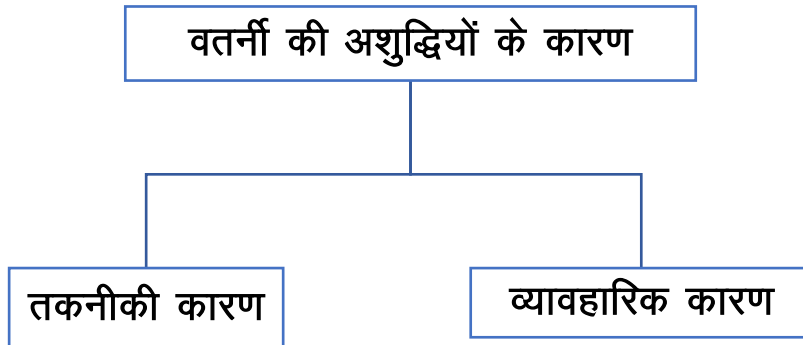 वतर्नी की अशुद्धियों के कारण
तकनीकी कारण
व्यावहारिक कारण